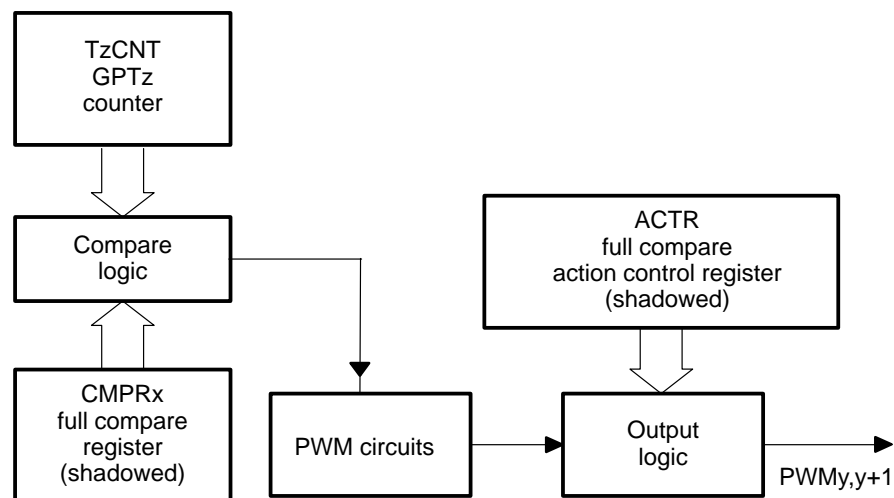 TzCNT
GPTz
counter
Compare
logic
ACTR
full compare
action control register
(shadowed)
CMPRx
full compare
register
(shadowed)
PWM circuits
Output
logic
PWMy,y+1